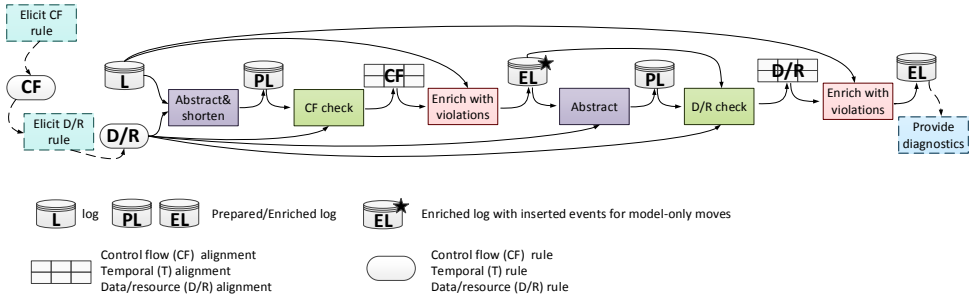 Elicit CF
rule
CF
Elicit D/R
rule
L
D/R
Abstract&
shorten
PL
CF check
CF
Enrich with
violations
EL
Abstract
PL
D/R check
D/R
Enrich with
violations
EL
Provide
diagnostics
L log PL EL Prepared/Enriched log
EL Enriched log with inserted events for model-only moves
Control flow (CF) alignment
Temporal (T) alignment
Data/resource (D/R) alignment
Control flow (CF) rule
Temporal (T) rule
Data/resource (D/R) rule